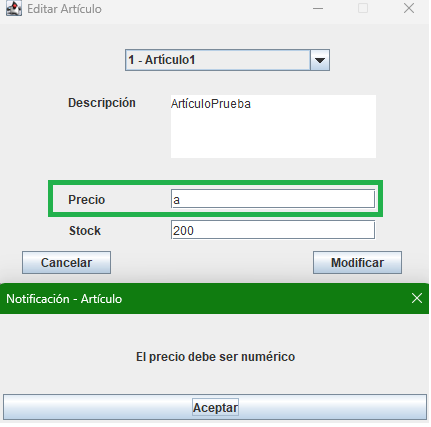 Editar Artículo
1 - Artículo1
Descripción
ArtículoPrueba
Precio
a
Stock
200
Cancelar
Modificar
Notificación - Artículo
El precio debe ser numérico
Aceptar